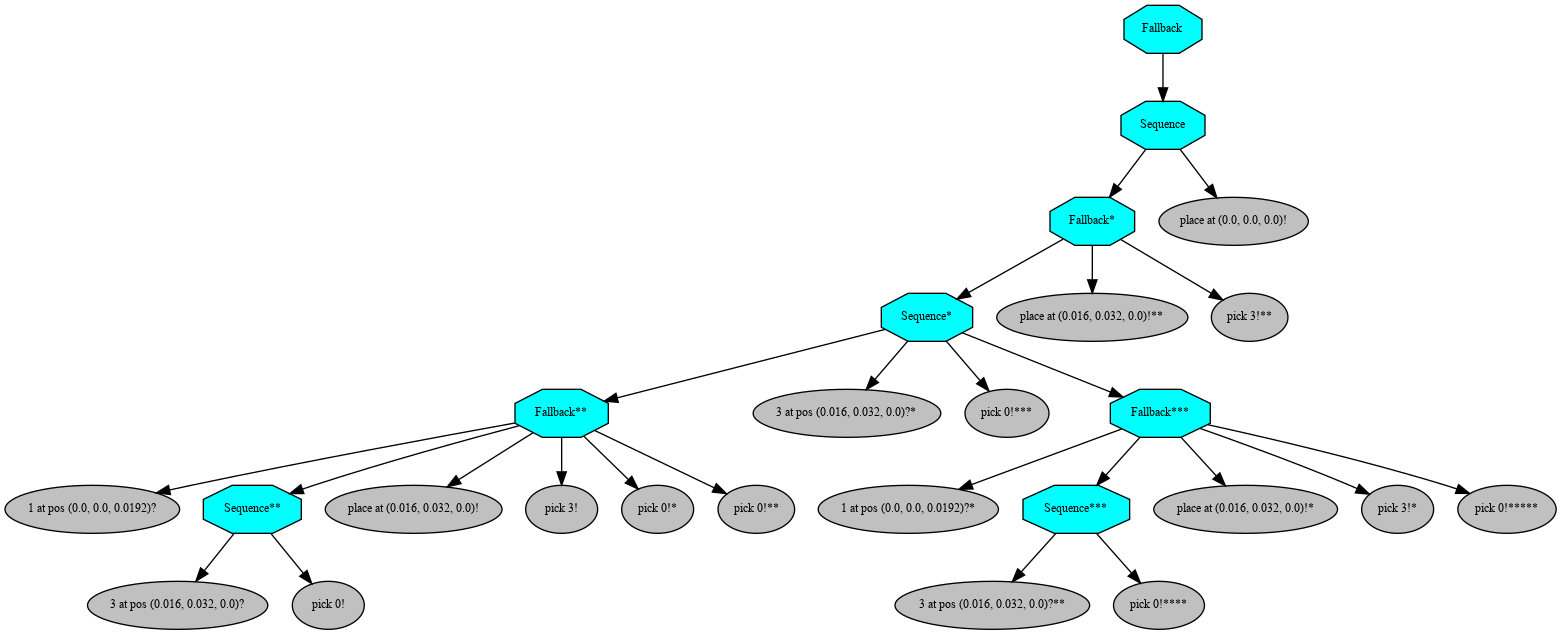 Fallback
Sequence
Fallback*
place at (0.0, 0.0, 0.0)!
Sequence*
place at (0.016, 0.032, 0.0)!**
pick 3!**
Fallback**
3 at pos (0.016, 0.032, 0.0)?*
pick 0!***
Fallback***
1 at pos (0.0, 0.0, 0.0192)?
Sequence**
place at (0.016, 0.032, 0.0)!
pick 3!
pick 0!*
pick 0!**
1 at pos (0.0, 0.0, 0.0192)?*
Sequence***
place at (0.016, 0.032, 0.0)!*
pick 3!*
pick 0!*****
3 at pos (0.016, 0.032, 0.0)?
pick 0!
3 at pos (0.016, 0.032, 0.0)?**
pick 0!****